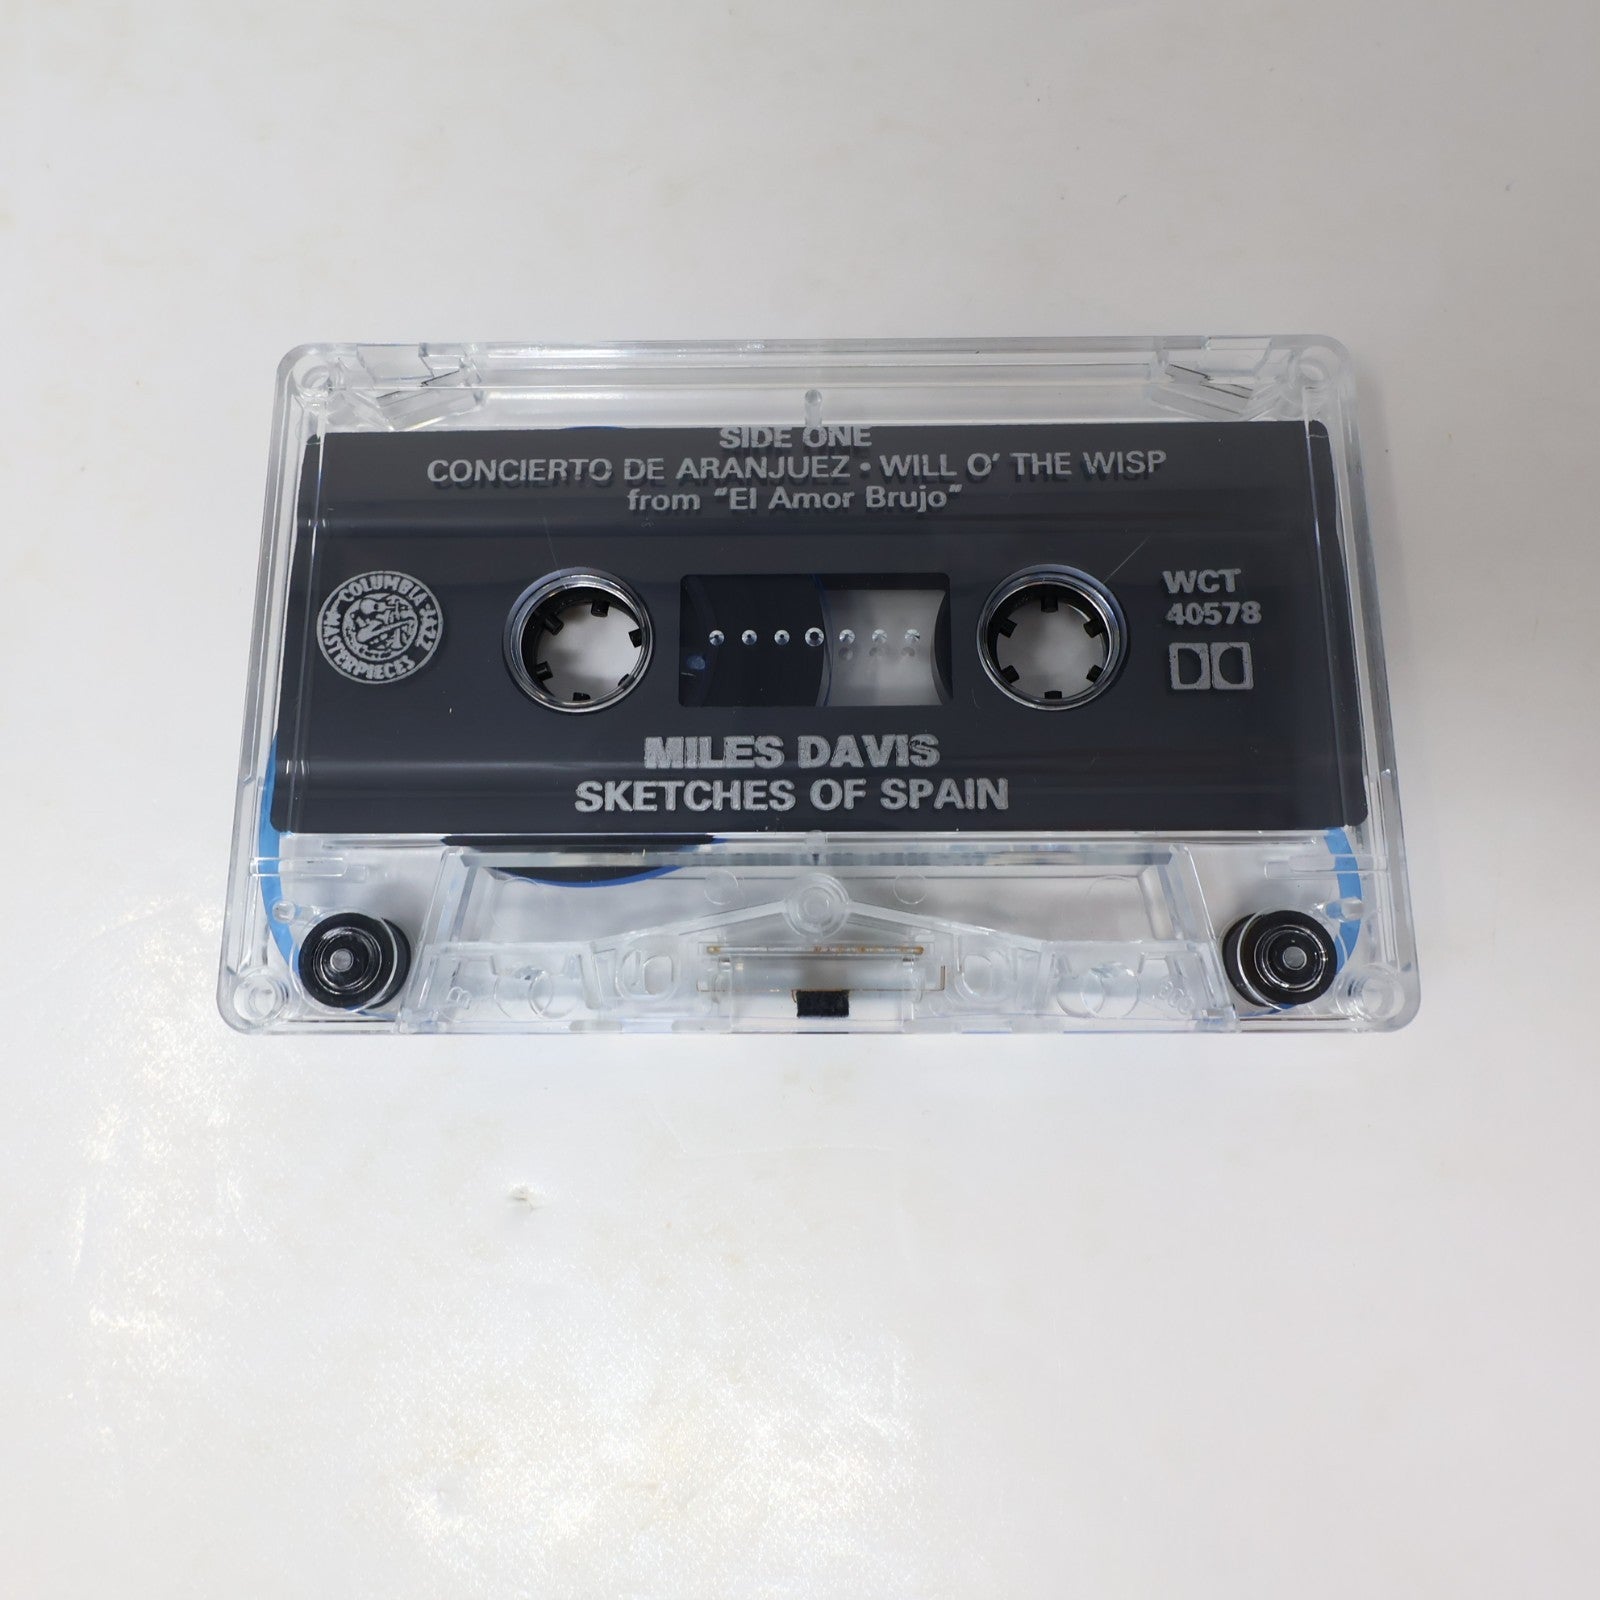 SIDE ONE
CONCIERTO DE ARANJUEZ • WILL O' THE WISP
from "El Amor Brujo"
COLUMBIA JAZZ MASTERPIECES
WCT
40578
MILES DAVIS
SKETCHES OF SPAIN